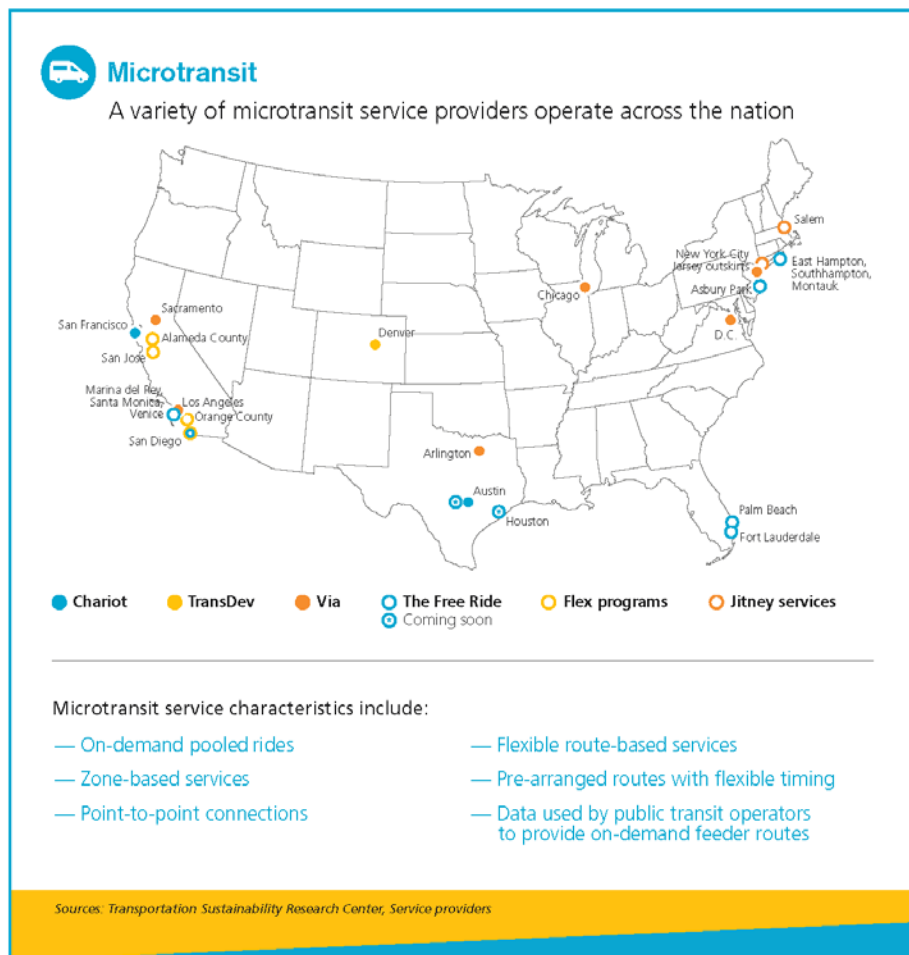 Microtransit
A variety of microtransit service providers operate across the nation
Salem
New York City
Jersey outskirts
East Hampton,
Southhampton,
Montauk
Asbury Park
Chicago
D.C.
Sacramento
San Francisco
Alameda County
San Jose
Denver
Marina del Rey,
Santa Monica,
Venice
Los Angeles
Orange County
San Diego
Arlington
Austin
Houston
Palm Beach
Fort Lauderdale
Chariot
TransDev
Via
The Free Ride
Coming soon
Flex programs
Jitney services
Microtransit service characteristics include:
— On-demand pooled rides
— Zone-based services
— Point-to-point connections
— Flexible route-based services
— Pre-arranged routes with flexible timing
— Data used by public transit operators
to provide on-demand feeder routes
Sources: Transportation Sustainability Research Center, Service providers